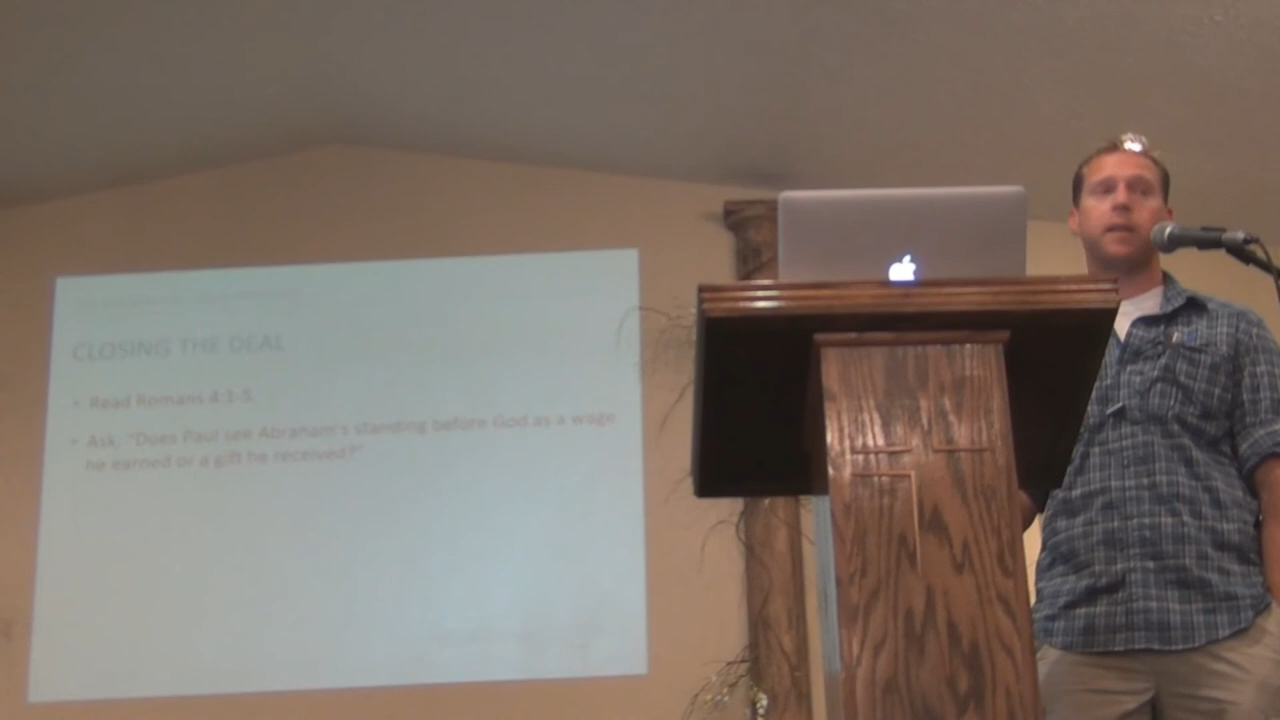 CLOSING THE DEAL
• Read Romans 4:1-5.
• Ask, "Does Paul see Abraham's standing before God as a wage
he earned or a gift he received?"